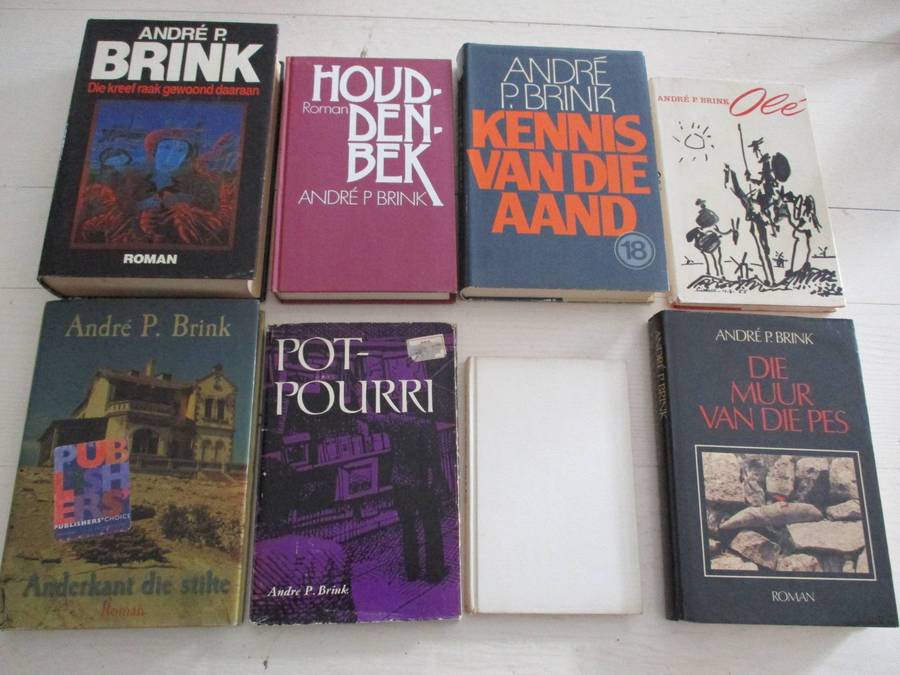 ANDRÉ P.
BRINK
Die kreef raak gewoond daaraan
ROMAN
HOUD-
Roman
DEN-
BEK
ANDRÉ P BRINK
ANDRÉ
P. BRINK
KENNIS
VAN DIE
AAND
18
ANDRÉ P. BRINK
Olé
André P. Brink
PUB
LISH
ERS'
PUBLISHERS' CHOICE
Anderkant die stilte
Roman
POT-
POURRI
André P. Brink
ANDRÉ P. BRINK
ANDRÉ P. BRINK
DIE
MUUR
VAN DIE PES
ROMAN